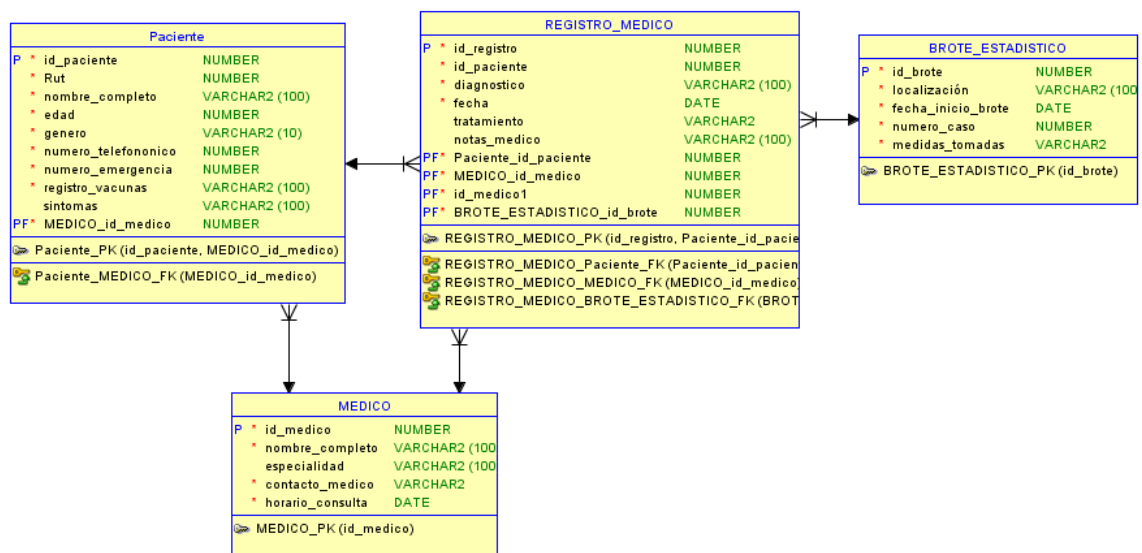 Paciente
P * id_paciente NUMBER
* Rut NUMBER
* nombre_completo VARCHAR2 (100)
* edad NUMBER
* genero VARCHAR2 (10)
* numero_telefononico NUMBER
* numero_emergencia NUMBER
* registro_vacunas VARCHAR2 (100)
sintomas VARCHAR2 (100)
PF* MEDICO_id_medico NUMBER
Paciente_PK (id_paciente, MEDICO_id_medico)
Paciente_MEDICO_FK (MEDICO_id_medico)
REGISTRO_MEDICO
P * id_registro NUMBER
* id_paciente NUMBER
* diagnostico VARCHAR2 (100)
* fecha DATE
tratamiento VARCHAR2
notas_medico VARCHAR2 (100)
PF* Paciente_id_paciente NUMBER
PF* MEDICO_id_medico NUMBER
PF* id_medico1 NUMBER
PF* BROTE_ESTADISTICO_id_brote NUMBER
REGISTRO_MEDICO_PK (id_registro, Paciente_id_pacie
REGISTRO_MEDICO_Paciente_FK (Paciente_id_pacien
REGISTRO_MEDICO_MEDICO_FK (MEDICO_id_medico)
REGISTRO_MEDICO_BROTE_ESTADISTICO_FK (BROT
BROTE_ESTADISTICO
P * id_brote NUMBER
* localización VARCHAR2 (100
* fecha_inicio_brote DATE
* numero_caso NUMBER
* medidas_tomadas VARCHAR2
BROTE_ESTADISTICO_PK (id_brote)
MEDICO
P * id_medico NUMBER
* nombre_completo VARCHAR2 (100
especialidad VARCHAR2 (100
* contacto_medico VARCHAR2
* horario_consulta DATE
MEDICO_PK (id_medico)